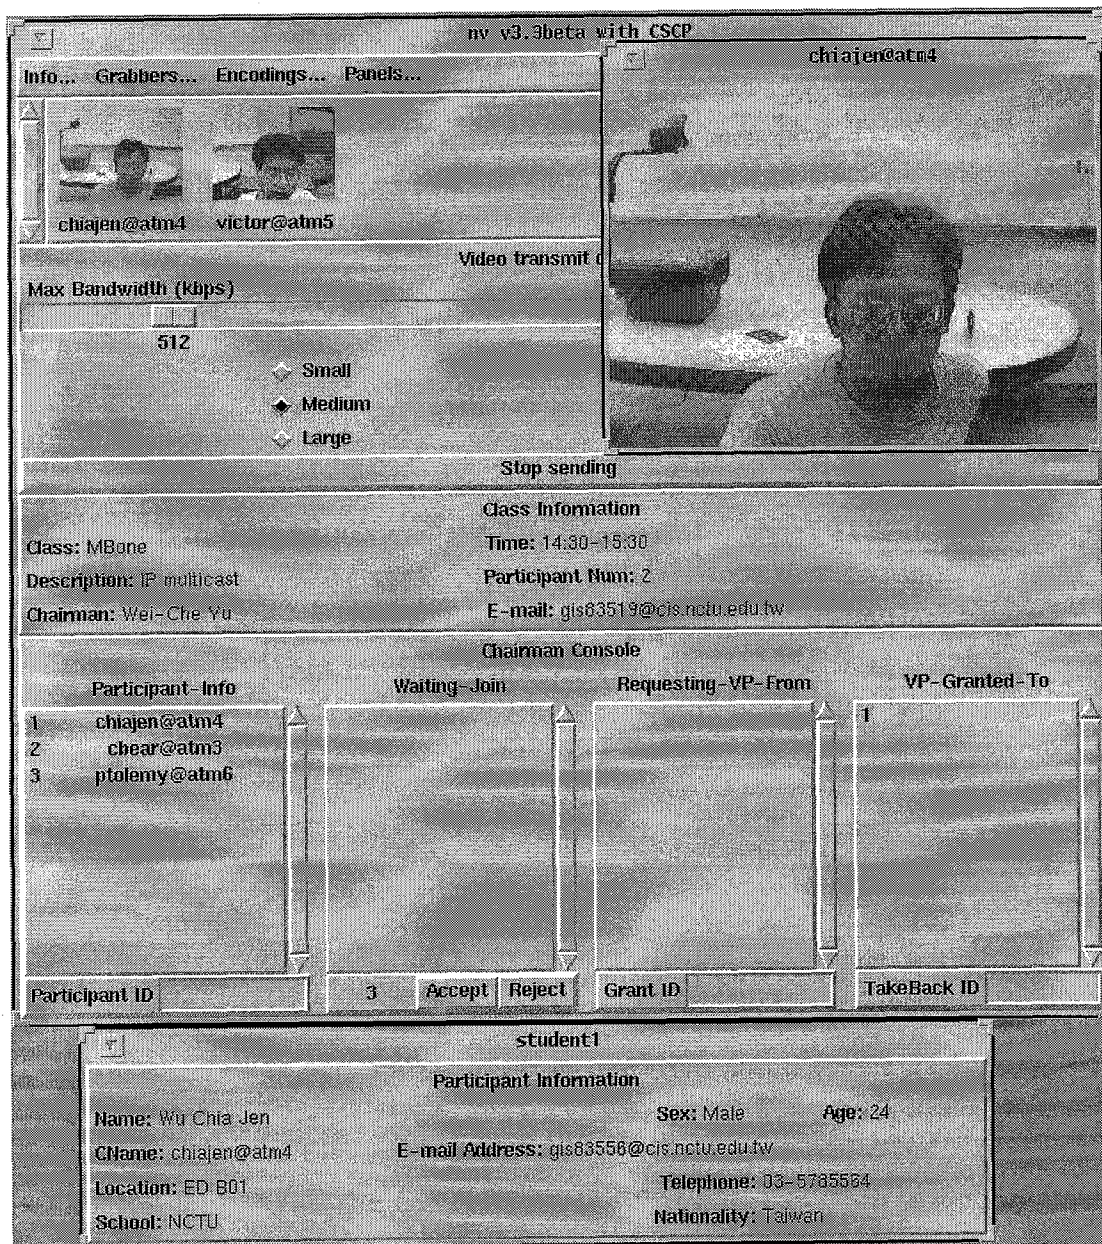 nv v3.3beta with CSCP
Info... Grabbers... Encodings... Panels...
chiajen@atm4
chiajen@atm4 victor@atm5
Video transmit
Max Bandwidth (kbps)
512
Small
Medium
Large
Stop sending
Class Information
Class: MBone
Time: 14:30-15:30
Description: IP multicast
Participant Num: 2
Chairman: Wei-Che Yu
E-mail: gis83519@cis.nctu.edu.tw
Chairman Console
Participant-Info Waiting-Join Requesting-VP-From VP-Granted-To
1 chiajen@atm4
2 cbear@atm3
3 ptolemy@atm6
1
Participant ID
3 Accept Reject
Grant ID
TakeBack ID
student1
Participant Information
Name: Wu Chia Jen
Sex: Male Age: 24
CName: chiajen@atm4
E-mail Address: gis83556@cis.nctu.edu.tw
Location: ED B01
Telephone: 03-5785564
School: NCTU
Nationality: Taiwan